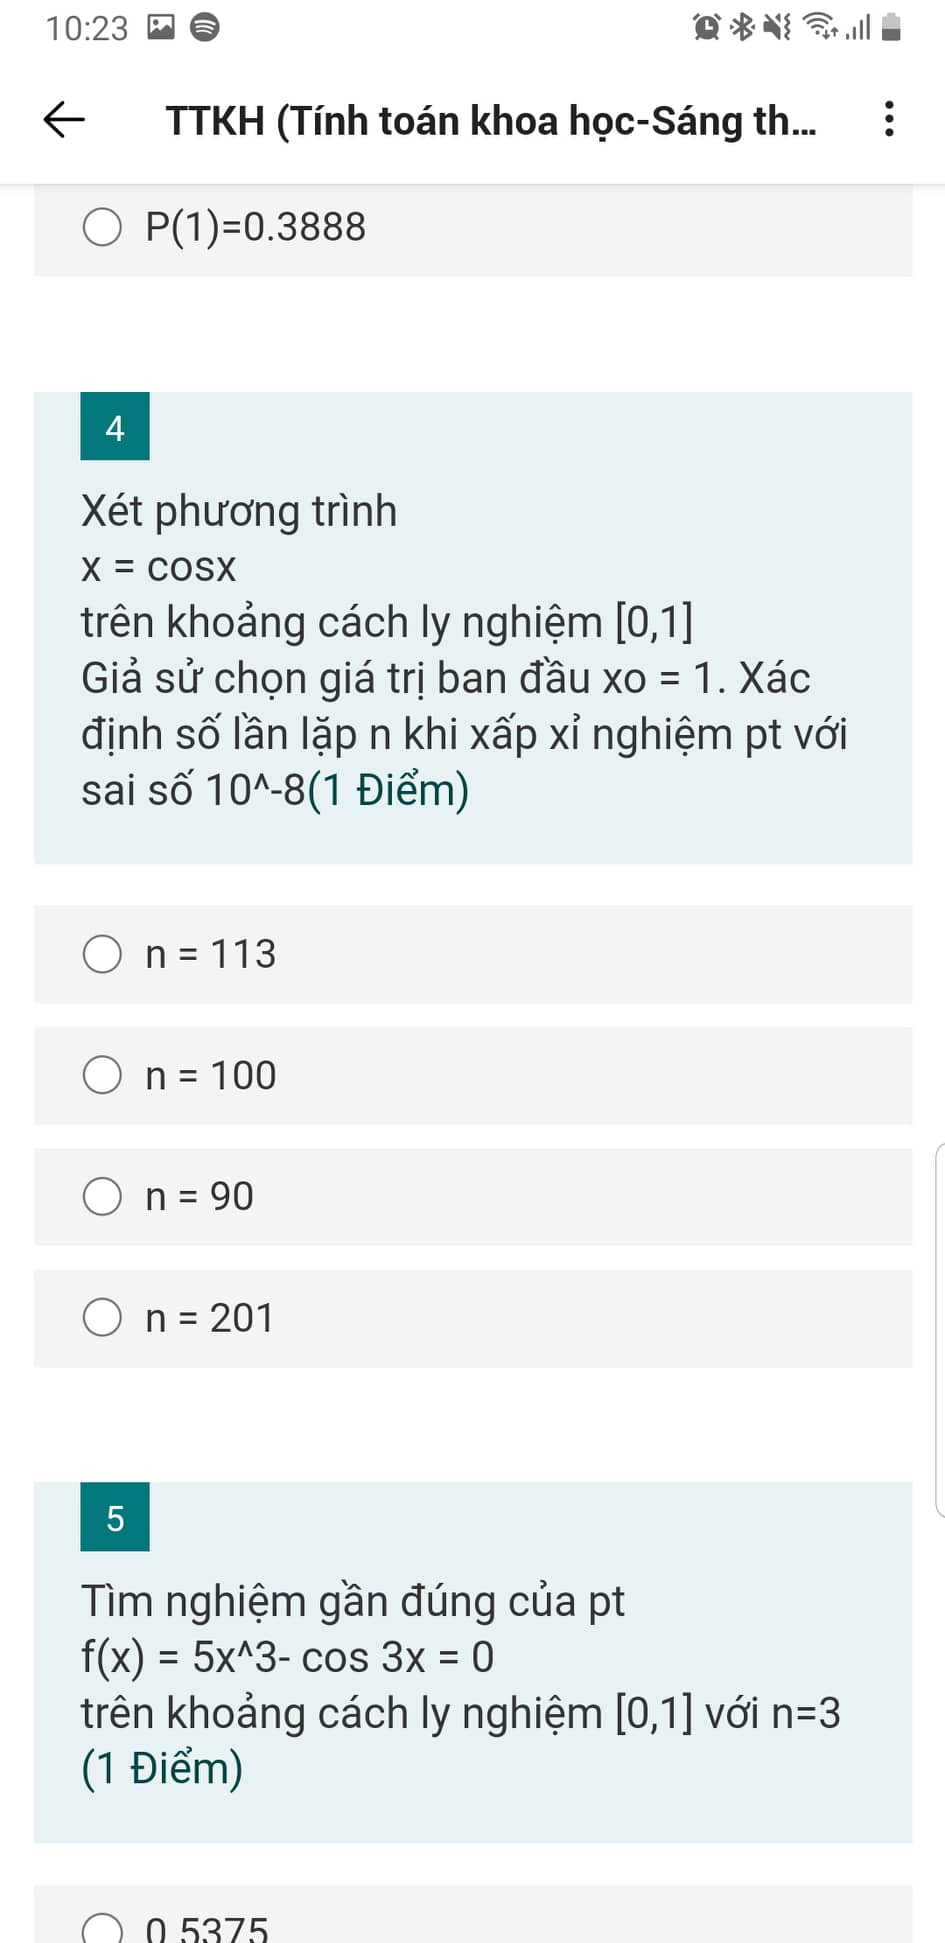 10:23
TTKH (Tính toán khoa học-Sáng th...
P(1)=0.3888
4
Xét phương trình
x = cosx
trên khoảng cách ly nghiệm [0,1]
Giả sử chọn giá trị ban đầu xo = 1. Xác
định số lần lặp n khi xấp xỉ nghiệm pt với
sai số 10^-8(1 Điểm)
n = 113
n = 100
n = 90
n = 201
5
Tìm nghiệm gần đúng của pt
f(x) = 5x^3- cos 3x = 0
trên khoảng cách ly nghiệm [0,1] với n=3
(1 Điểm)
0.5375